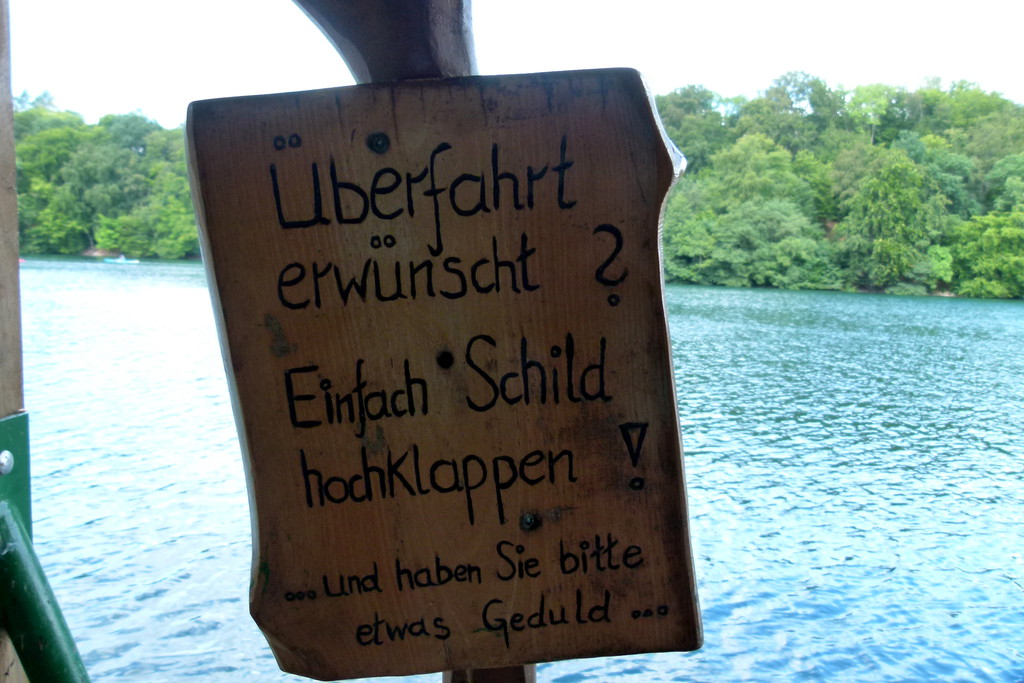 Überfahrt
erwünscht ?
Einfach Schild
hochklappen !
...und haben Sie bitte
etwas Geduld ...